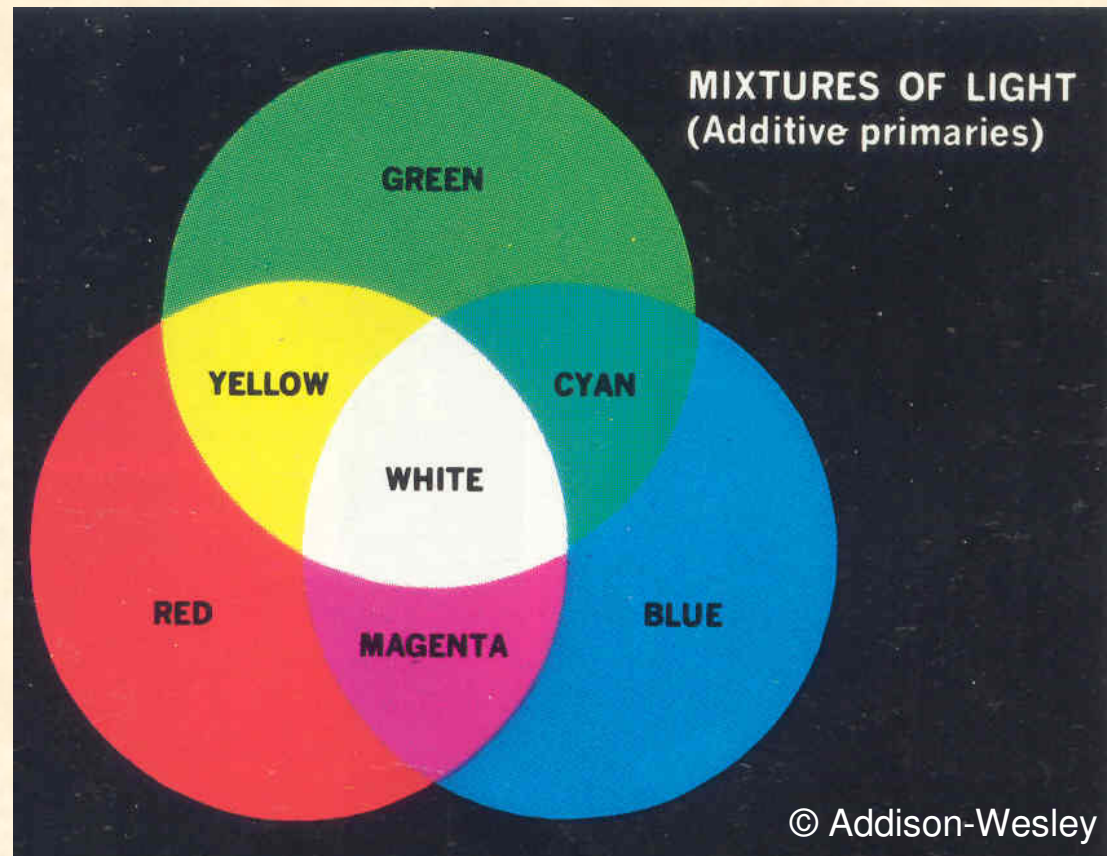 MIXTURES OF LIGHT
(Additive primaries)
GREEN
YELLOW
CYAN
WHITE
RED
BLUE
MAGENTA
© Addison-Wesley